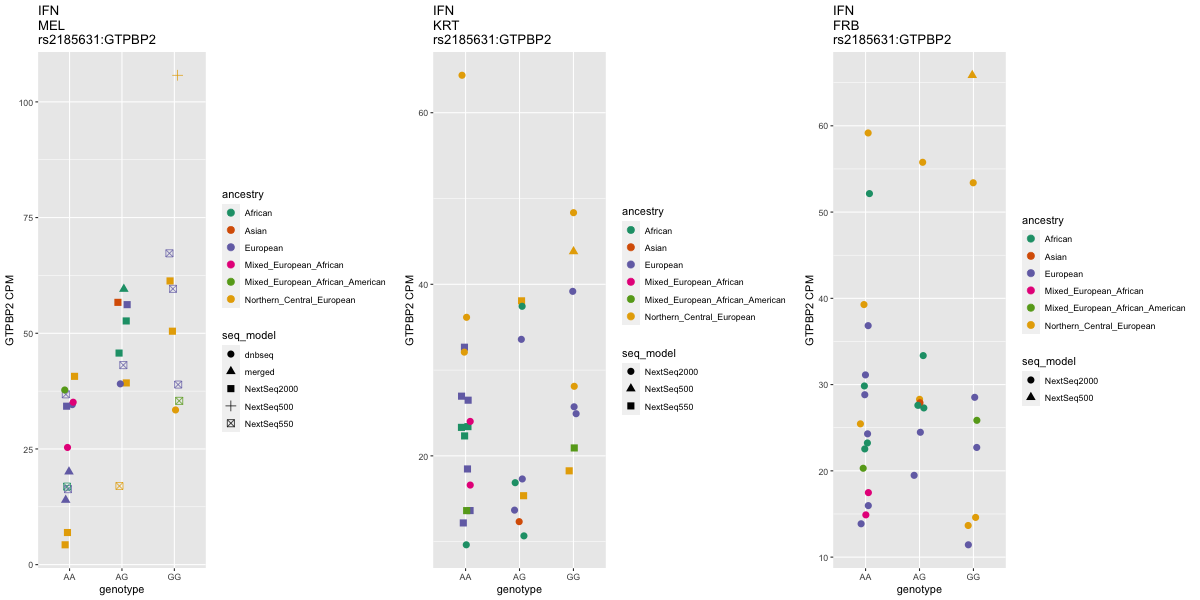 IFN
MEL
rs2185631:GTPBP2
GTPBP2 CPM
100
75
50
25
0
AA
AG
GG
genotype
ancestry
African
Asian
European
Mixed_European_African
Mixed_European_African_American
Northern_Central_European
seq_model
dnbseq
merged
NextSeq2000
NextSeq500
NextSeq550
IFN
KRT
rs2185631:GTPBP2
GTPBP2 CPM
60
40
20
AA
AG
GG
genotype
ancestry
African
Asian
European
Mixed_European_African
Mixed_European_African_American
Northern_Central_European
seq_model
NextSeq2000
NextSeq500
NextSeq550
IFN
FRB
rs2185631:GTPBP2
GTPBP2 CPM
60
50
40
30
20
10
AA
AG
GG
genotype
ancestry
African
Asian
European
Mixed_European_African
Mixed_European_African_American
Northern_Central_European
seq_model
NextSeq2000
NextSeq500